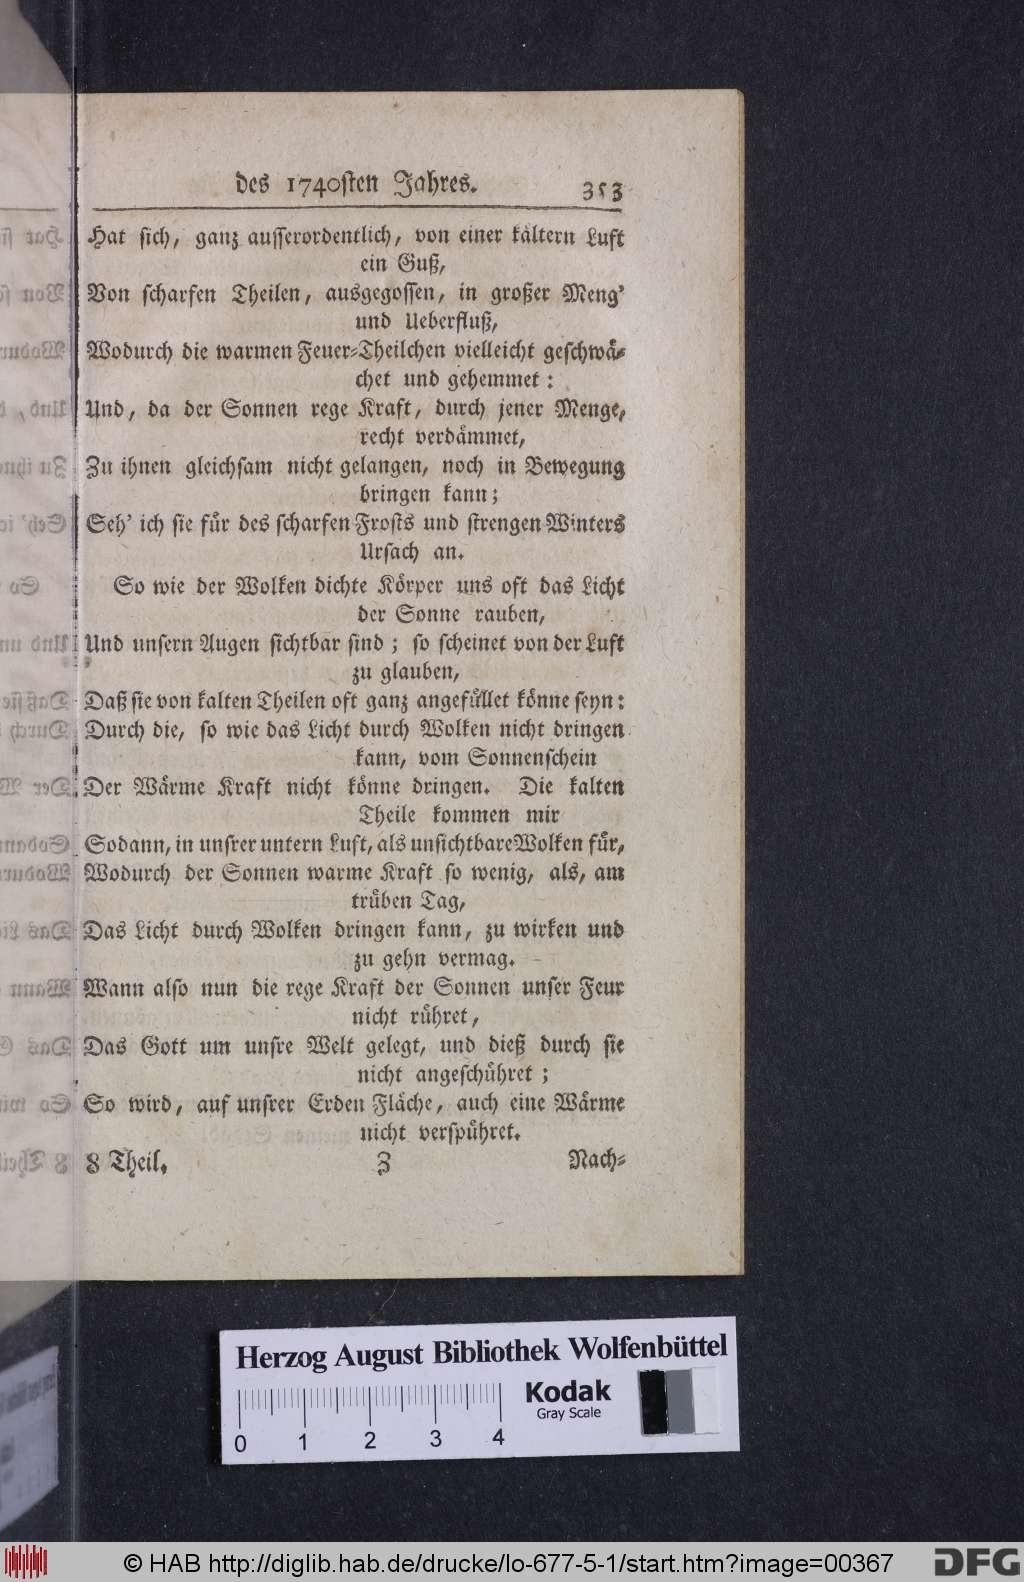 des 1740sten Jahres. 353
Hat sich, ganz ausserordentlich, von einer kältern Luft
ein Guß,
Von scharfen Theilen, ausgegossen, in großer Meng'
und Ueberfluß,
Wodurch die warmen Feuer-Theilchen vielleicht geschwä-
chet und gehemmet:
Und, da der Sonnen rege Kraft, durch jener Menge,
recht verdämmet,
Zu ihnen gleichsam nicht gelangen, noch in Bewegung
bringen kann;
Seh' ich sie für des scharfen Frosts und strengen Winters
Ursach an.
So wie der Wolken dichte Körper uns oft das Licht
der Sonne rauben,
Und unsern Augen sichtbar sind; so scheinet von der Luft
zu glauben,
Daß sie von kalten Theilen oft ganz angefüllet könne seyn:
Durch die, so wie das Licht durch Wolken nicht dringen
kann, vom Sonnenschein
Der Wärme Kraft nicht könne dringen. Die kalten
Theile kommen mir
Sodann, in unsrer untern Luft, als unsichtbare Wolken für,
Wodurch der Sonnen warme Kraft so wenig, als, am
trüben Tag,
Das Licht durch Wolken dringen kann, zu wirken und
zu gehn vermag.
Wann also nun die rege Kraft der Sonnen unser Feur
nicht rühret,
Das Gott um unsre Welt gelegt, und dieß durch sie
nicht angeschühret;
So wird, auf unsrer Erden Fläche, auch eine Wärme
nicht verspühret.
8 Theil. Z Nach-
Herzog August Bibliothek Wolfenbüttel
Kodak
Gray Scale
0 1 2 3 4
© HAB http://diglib.hab.de/drucke/lo-677-5-1/start.htm?image=00367
DFG